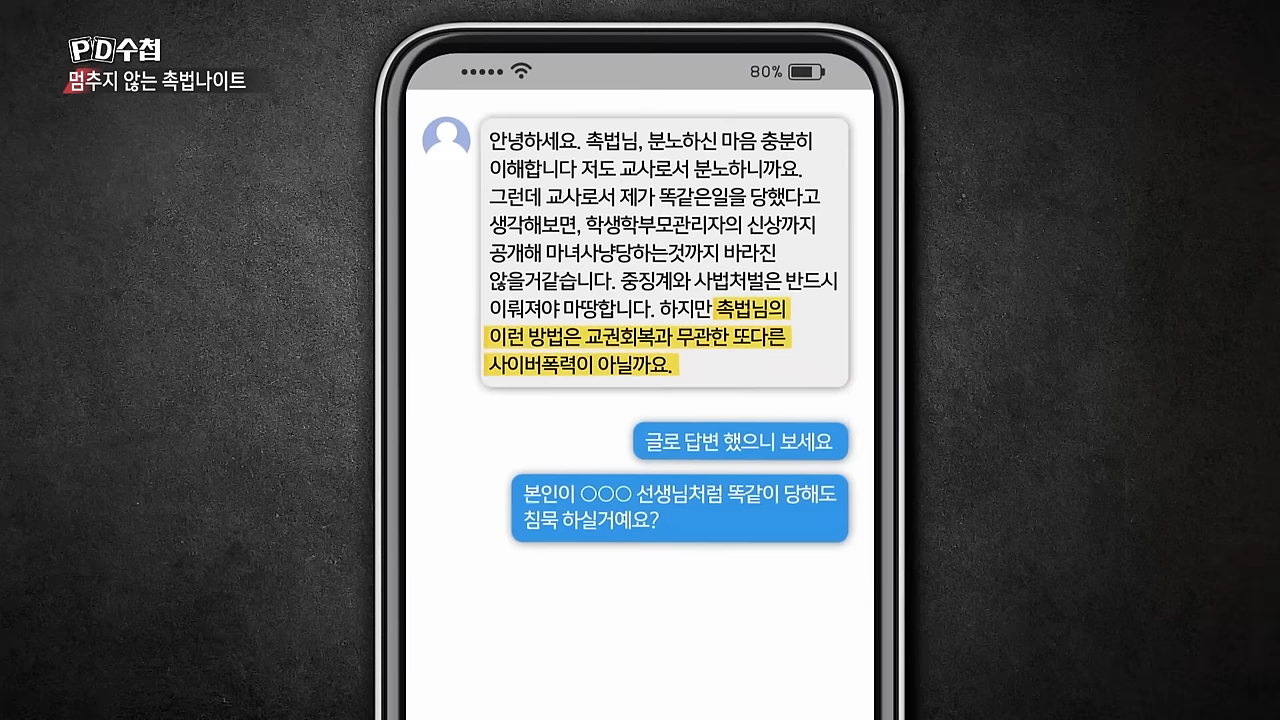 PD수첩
멈추지 않는 촉법나이트
80%
안녕하세요. 촉법님, 분노하신 마음 충분히
이해합니다 저도 교사로서 분노하니까요.
그런데 교사로서 제가 똑같은일을 당했다고
생각해보면, 학생학부모관리자의 신상까지
공개해 마녀사냥당하는것까지 바라진
않을거같습니다. 중징계와 사법처벌은 반드시
이뤄져야 마땅합니다. 하지만 촉법님의
이런 방법은 교권회복과 무관한 또다른
사이버폭력이 아닐까요.
글로 답변 했으니 보세요
본인이 ○○○ 선생님처럼 똑같이 당해도
침묵 하실거예요?